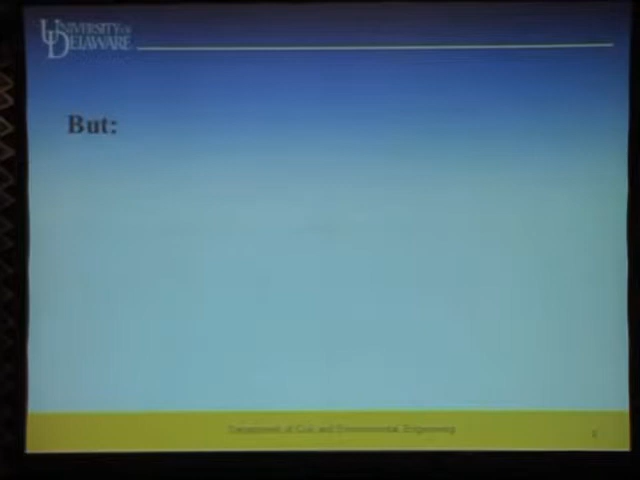 UNIVERSITY OF
DELAWARE
But:
Department of Civil and Environmental Engineering